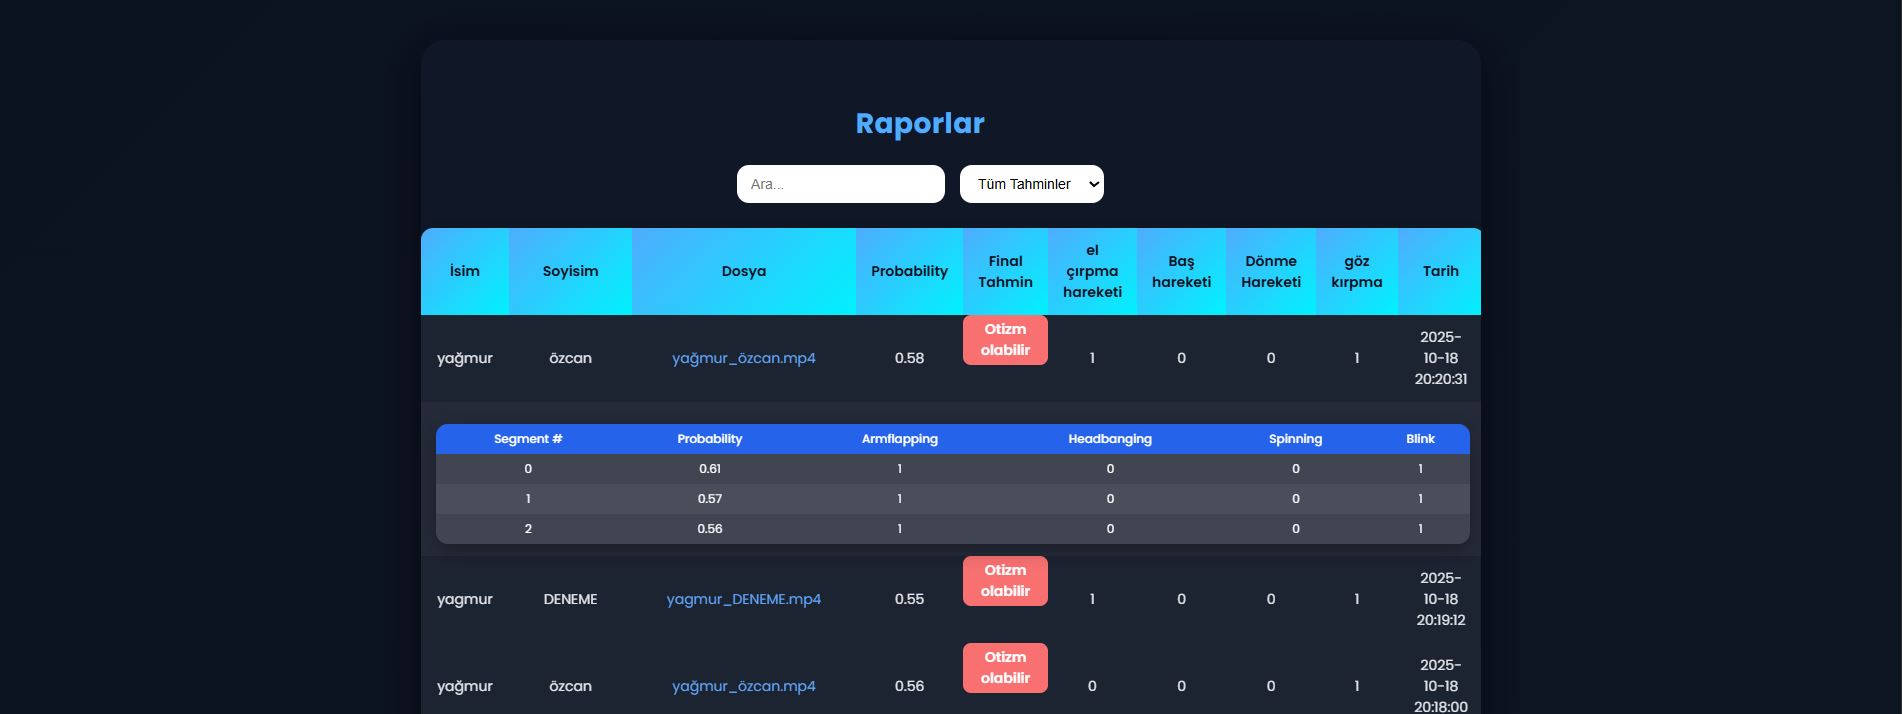 Raporlar
Ara...
Tüm Tahminler
İsim Soyisim Dosya Probability Final Tahmin el çırpma hareketi Baş hareketi Dönme Hareketi göz kırpma Tarih
yağmur özcan yağmur_özcan.mp4 0.58 Otizm olabilir 1 0 0 1 2025-10-18 20:20:31
Segment # Probability Armflapping Headbanging Spinning Blink
0 0.61 1 0 0 1
1 0.57 1 0 0 1
2 0.56 1 0 0 1
yagmur DENEME yagmur_DENEME.mp4 0.55 Otizm olabilir 1 0 0 1 2025-10-18 20:19:12
yağmur özcan yağmur_özcan.mp4 0.56 Otizm olabilir 0 0 0 1 2025-10-18 20:18:00